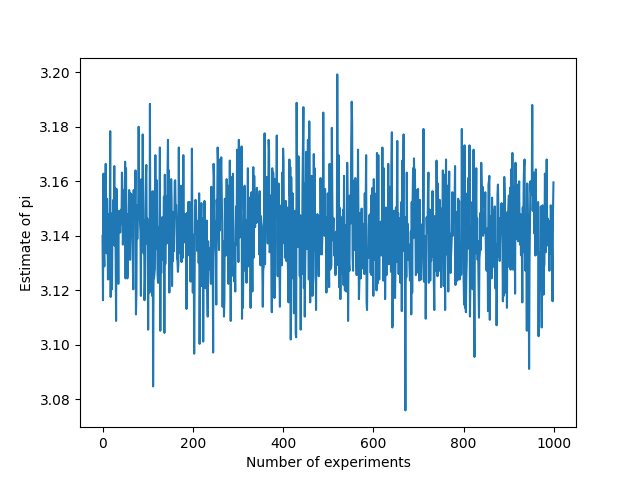 3.20
3.18
3.16
3.14
3.12
3.10
3.08
Estimate of pi
0 200 400 600 800 1000
Number of experiments